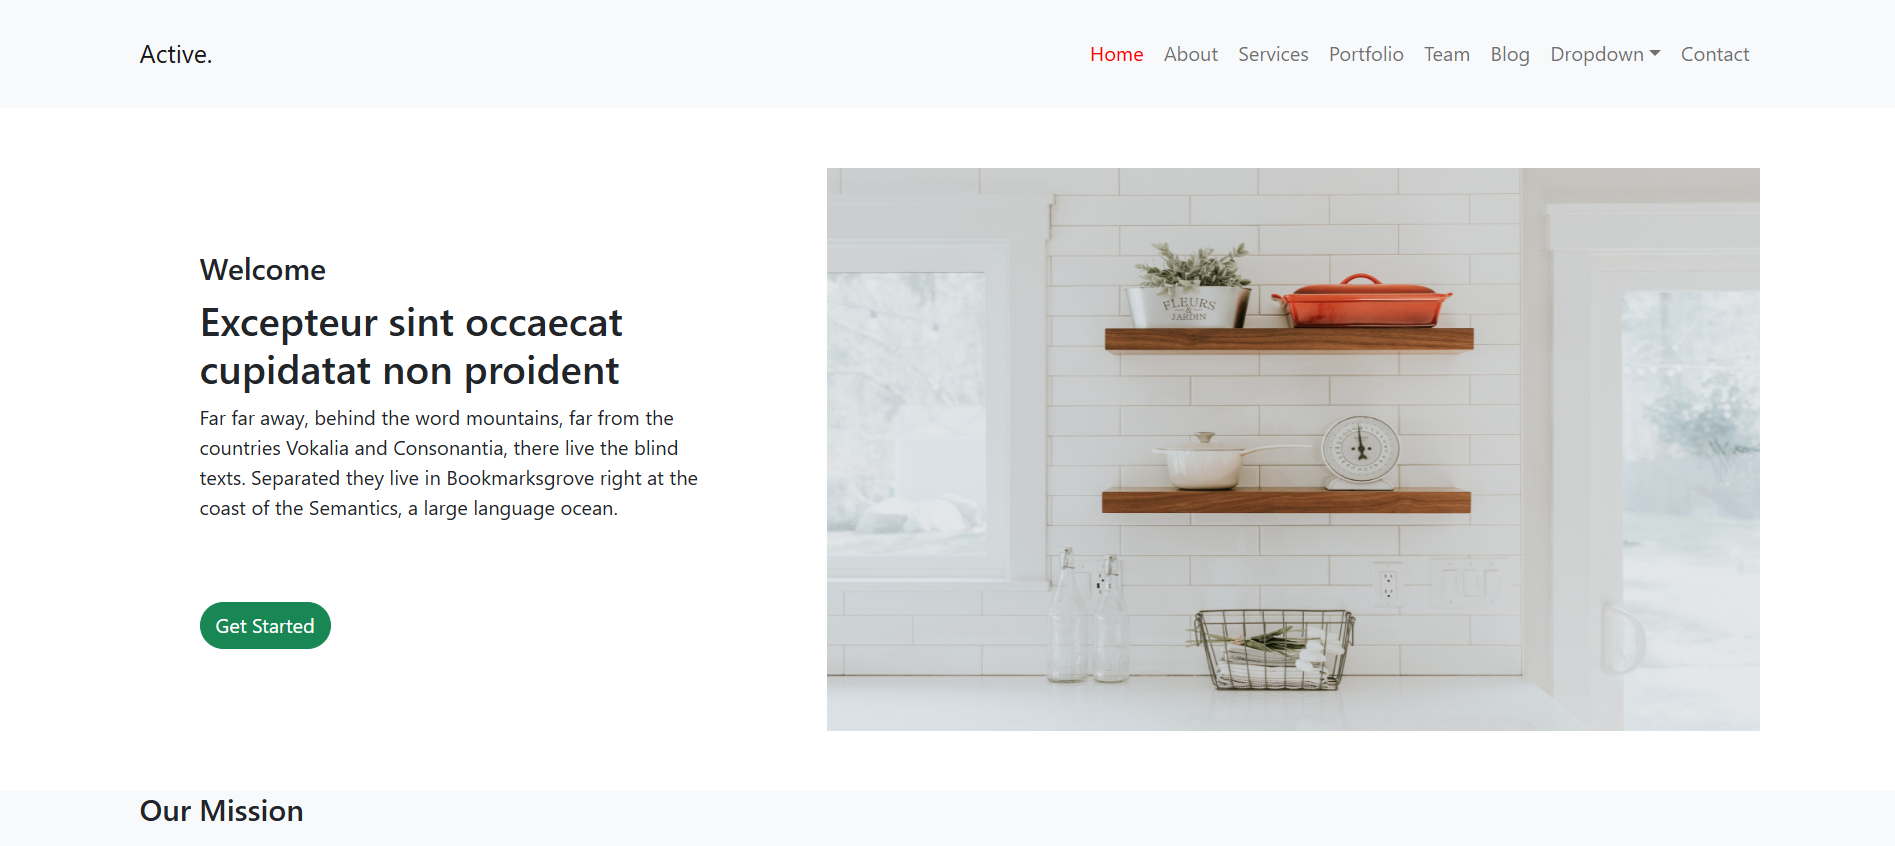 Active.
Home About Services Portfolio Team Blog Dropdown Contact
Welcome
Excepteur sint occaecat
cupidatat non proident
Far far away, behind the word mountains, far from the
countries Vokalia and Consonantia, there live the blind
texts. Separated they live in Bookmarksgrove right at the
coast of the Semantics, a large language ocean.
Get Started
FLEURS
&
JARDIN
Our Mission